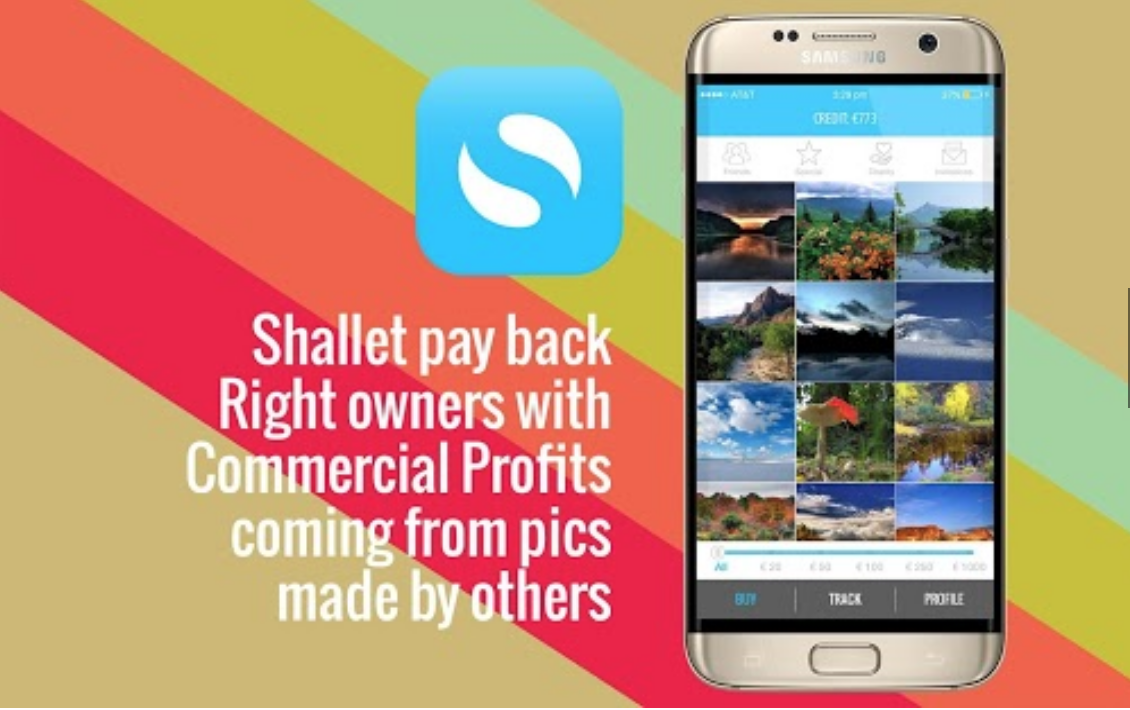 Shallet pay back
Right owners with
Commercial Profits
coming from pics
made by others
SAMSUNG
AT&T 3:29 pm 37%
CREDIT: €773
Friends Special Charity Invitations
All € 20 € 50 € 100 € 250 € 1000
BUY TRACK PROFILE